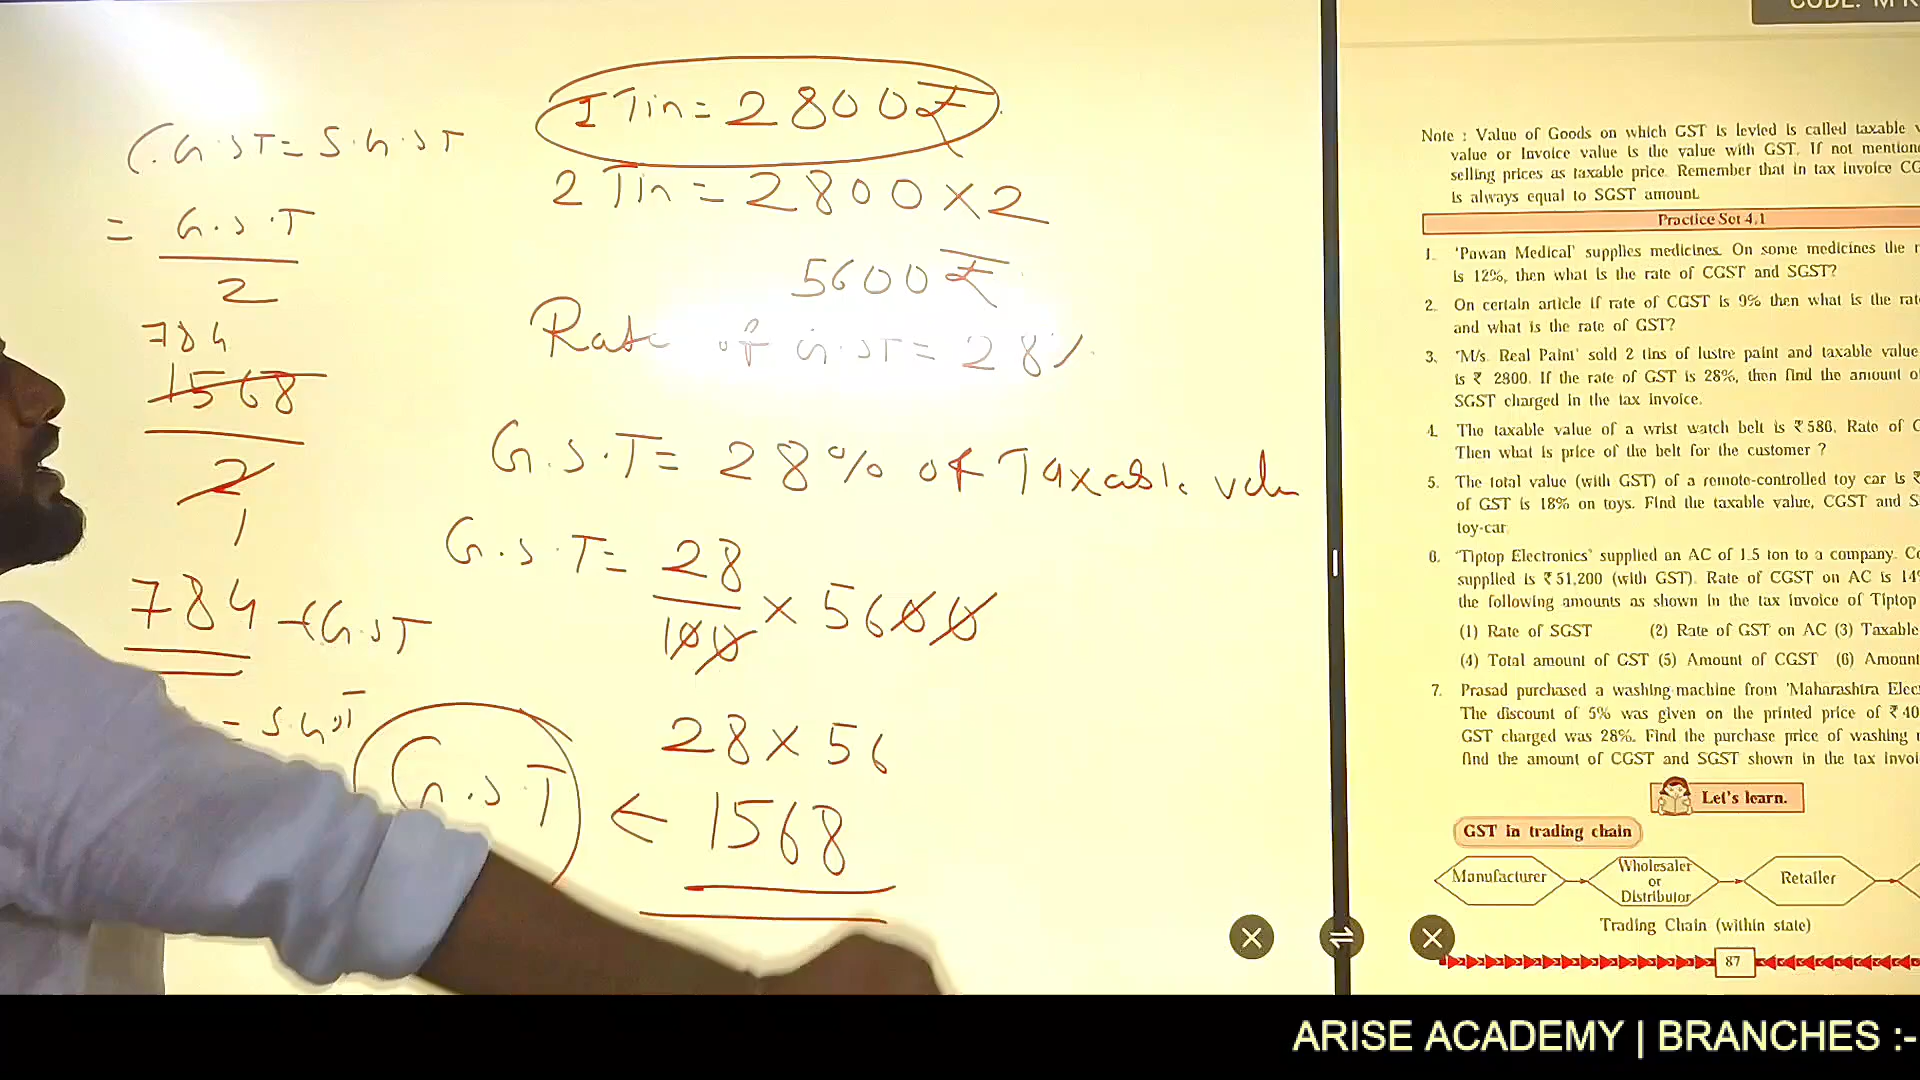 C.G.ST = S.G.ST
= G.S.T
2
784
1568
2
1
784 → CG.ST
= S.G.ST
1 Tin = 2800₹
2 Tin = 2800 × 2
5600 ₹
Rate of G.ST = 28%
G.S.T = 28% of Taxable
G.S.T = 28
100 × 5600
28 × 56
G.S.T ← 1568
Note : Value of Goods on which GST is levied is called taxable
value or Invoice value is the value with GST. If not
selling prices as taxable price. Remember that in tax invoice
is always equal to SGST amount.
Practice Set 4.1
1. 'Pawan Medical' supplies medicines. On some medicines the
is 12%, then what is the rate of CGST and SGST?
2. On certain article if rate of CGST is 9% then what is the
and what is the rate of GST?
3. 'M/s. Real Paint' sold 2 tins of lustre paint and taxable value
is ₹ 2800. If the rate of GST is 28%, then find the amount
SGST charged in the tax invoice.
4. The taxable value of a wrist watch belt is ₹ 586. Rate of
Then what is price of the belt for the customer ?
5. The total value (with GST) of a remote-controlled toy car is ₹
of GST is 18% on toys. Find the taxable value, CGST and
toy-car.
6. 'Tiptop Electronics' supplied an AC of 1.5 ton to a company.
supplied is ₹ 51,200 (with GST). Rate of CGST on AC is
the following amounts as shown in the tax invoice of Tiptop
(1) Rate of SGST (2) Rate of GST on AC (3) Taxable
(4) Total amount of GST (5) Amount of CGST (6)
7. Prasad purchased a washing-machine from 'Maharashtra
The discount of 5% was given on the printed price of ₹
GST charged was 28%. Find the purchase price of washing
find the amount of CGST and SGST shown in the tax
Let's learn.
GST in trading chain
Manufacturer
Wholesaler
or
Distributor
Retailer
Trading Chain (within state)
87
ARISE ACADEMY | BRANCHES :-